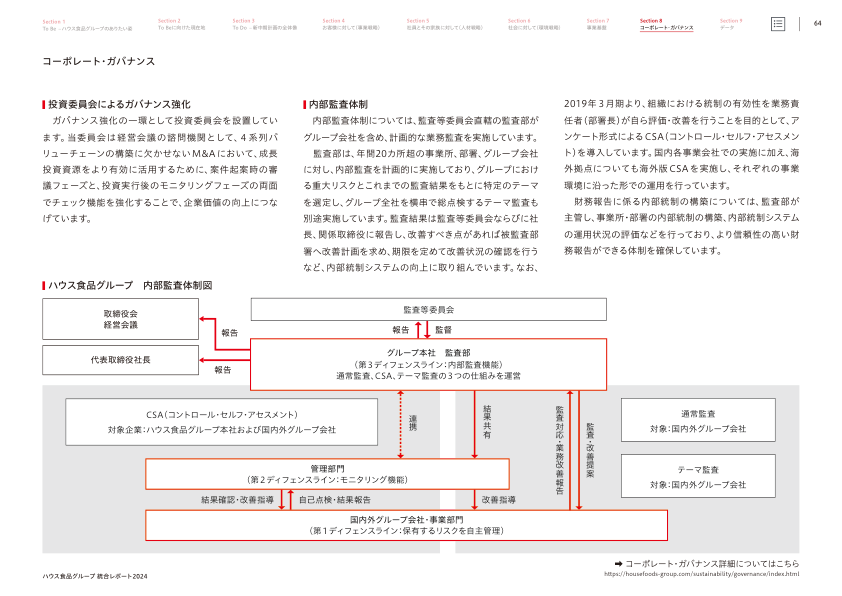 Section 1
To Be －ハウス食品グループのありたい姿
Section 2
To Beに向けた現在地
Section 3
To Do －新中期計画の全体像
Section 4
お客様に対して（事業戦略）
Section 5
社員とその家族に対して（人材戦略）
Section 6
社会に対して（環境戦略）
Section 7
事業基盤
Section 8
コーポレート・ガバナンス
Section 9
データ
64
コーポレート・ガバナンス
投資委員会によるガバナンス強化
ガバナンス強化の一環として投資委員会を設置してい
ます。当委員会は経営会議の諮問機関として、4系列バ
リューチェーンの構築に欠かせないM&Aにおいて、成長
投資資源をより有効に活用するために、案件起案時の審
議フェーズと、投資実行後のモニタリングフェーズの両面
でチェック機能を強化することで、企業価値の向上につな
げています。
内部監査体制
内部監査体制については、監査等委員会直轄の監査部が
グループ会社を含め、計画的な業務監査を実施しています。
監査部は、年間20カ所超の事業所、部署、グループ会社
に対し、内部監査を計画的に実施しており、グループにおけ
る重大リスクとこれまでの監査結果をもとに特定のテーマ
を選定し、グループ全社を横串で総点検するテーマ監査も
別途実施しています。監査結果は監査等委員会ならびに社
長、関係取締役に報告し、改善すべき点があれば被監査部
署へ改善計画を求め、期限を定めて改善状況の確認を行う
など、内部統制システムの向上に取り組んでいます。なお、
2019年3月期より、組織における統制の有効性を業務責
任者（部署長）が自ら評価・改善を行うことを目的として、ア
ンケート形式によるCSA（コントロール・セルフ・アセスメン
ト）を導入しています。国内各事業会社での実施に加え、海
外拠点についても海外版CSAを実施し、それぞれの事業
環境に沿った形での運用を行っています。
財務報告に係る内部統制の構築については、監査部が
主管し、事業所・部署の内部統制の構築、内部統制システム
の運用状況の評価などを行っており、より信頼性の高い財
務報告ができる体制を確保しています。
ハウス食品グループ　内部監査体制図
取締役会
経営会議
代表取締役社長
報告
報告
監査等委員会
報告
監督
グループ本社　監査部
（第3ディフェンスライン：内部監査機能）
通常監査、CSA、テーマ監査の3つの仕組みを運営
CSA（コントロール・セルフ・アセスメント）
対象企業：ハウス食品グループ本社および国内外グループ会社
連携
結果共有
監査対応・業務改善報告
監査・改善提案
通常監査
対象：国内外グループ会社
テーマ監査
対象：国内外グループ会社
管理部門
（第2ディフェンスライン：モニタリング機能）
結果確認・改善指導
自己点検・結果報告
改善指導
国内外グループ会社・事業部門
（第1ディフェンスライン：保有するリスクを自主管理）
➡ コーポレート・ガバナンス詳細についてはこちら
https://housefoods-group.com/sustainability/governance/index.html
ハウス食品グループ 統合レポート2024